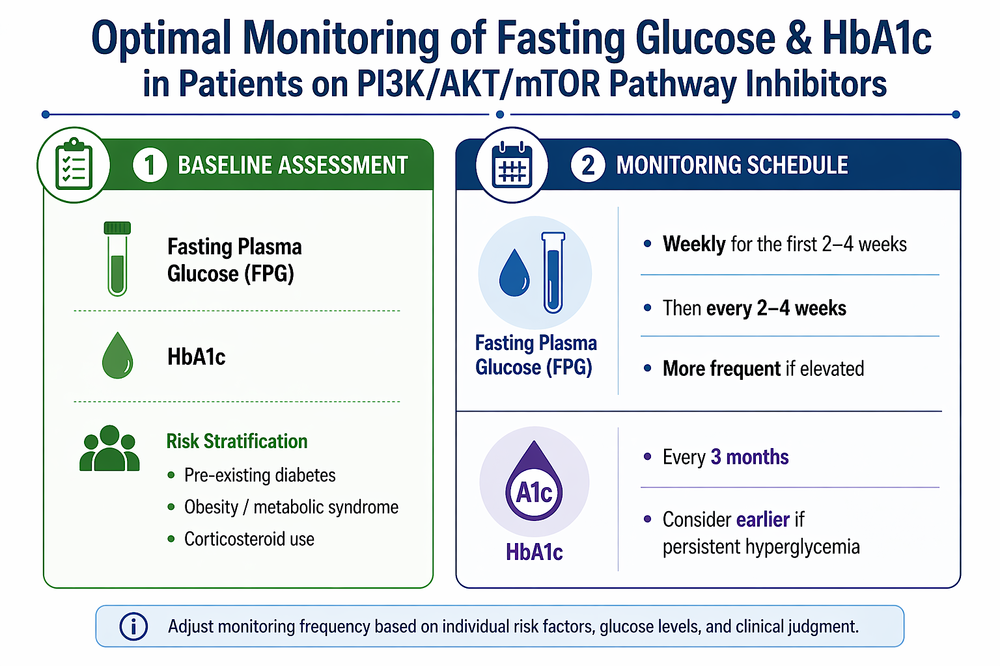 Optimal Monitoring of Fasting Glucose & HbA1c
in Patients on PI3K/AKT/mTOR Pathway Inhibitors
1 BASELINE ASSESSMENT
Fasting Plasma
Glucose (FPG)
HbA1c
Risk Stratification
• Pre-existing diabetes
• Obesity / metabolic syndrome
• Corticosteroid use
2 MONITORING SCHEDULE
Fasting Plasma
Glucose (FPG)
• Weekly for the first 2–4 weeks
• Then every 2–4 weeks
• More frequent if elevated
A1c
HbA1c
• Every 3 months
• Consider earlier if
persistent hyperglycemia
i Adjust monitoring frequency based on individual risk factors, glucose levels, and clinical judgment.